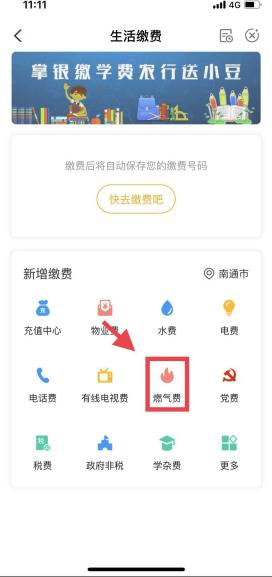 11:11
4G
生活缴费
掌银缴学费农行送小豆
缴费后将自动保存您的缴费号码
快去缴费吧
新增缴费
南通市
充值中心 物业费 水费 电费
电话费 有线电视费 燃气费 党费
税费 政府非税 学杂费 更多